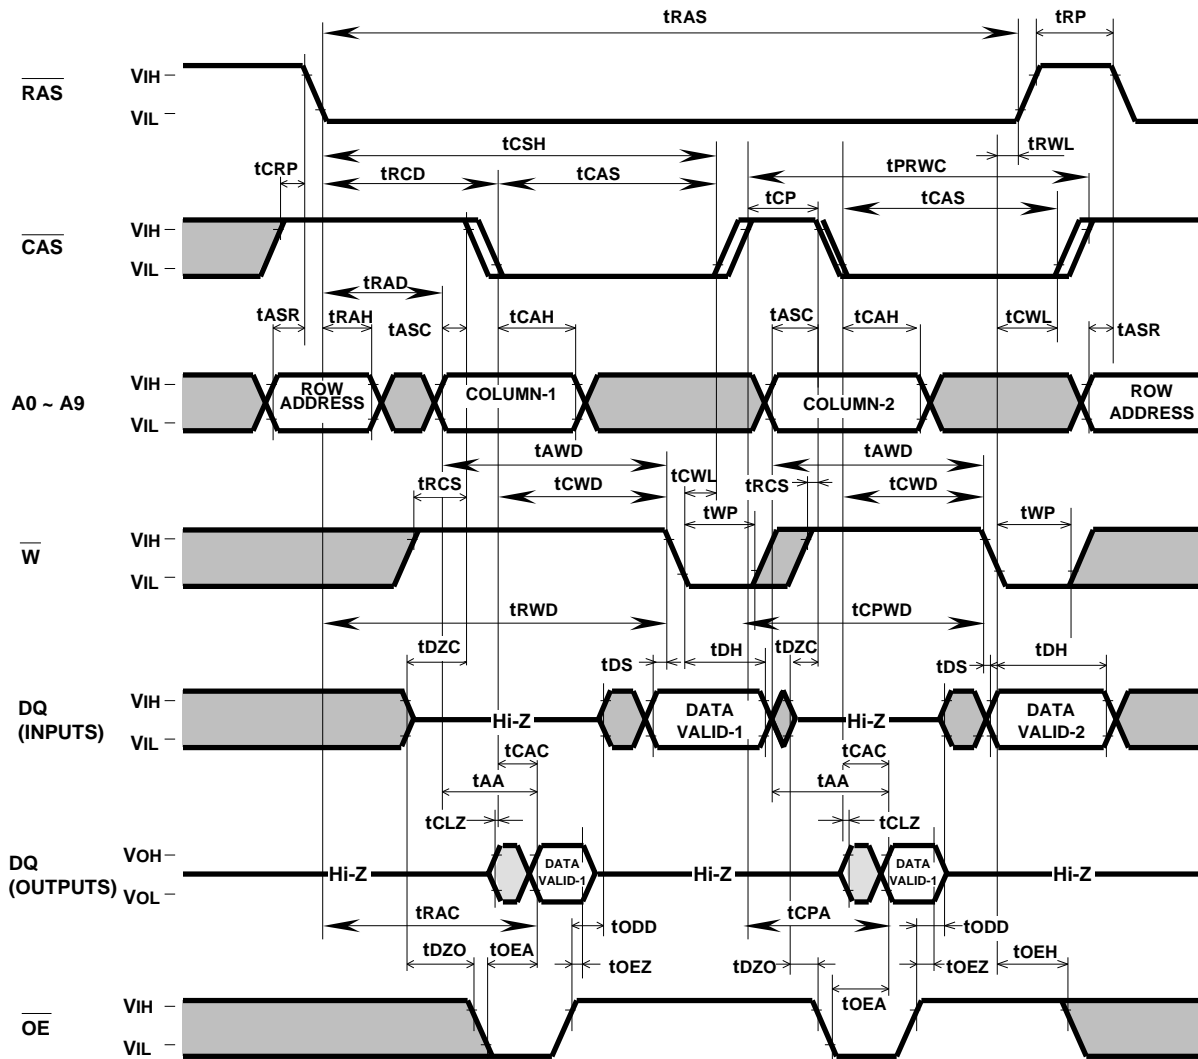 tRAS
tRP
RAS
VIH
VIL
tCSH
tRWL
tCRP
tRCD
tCAS
tPRWC
tCP
tCAS
CAS
VIH
VIL
tRAD
tASR
tRAH
tASC
tCAH
tASC
tCAH
tCWL
tASR
A0 ~ A9
VIH
VIL
ROW
ADDRESS
COLUMN-1
COLUMN-2
ROW
ADDRESS
tAWD
tAWD
tRCS
tCWD
tCWL
tRCS
tCWD
tWP
tWP
W
VIH
VIL
tRWD
tCPWD
tDZC
tDS
tDH
tDZC
tDS
tDH
DQ
(INPUTS)
VIH
VIL
Hi-Z
DATA
VALID-1
Hi-Z
DATA
VALID-2
tCAC
tCAC
tAA
tAA
tCLZ
tCLZ
DQ
(OUTPUTS)
VOH
VOL
Hi-Z
DATA
VALID-1
Hi-Z
DATA
VALID-1
Hi-Z
tRAC
tODD
tCPA
tODD
tDZO
tOEA
tOEZ
tDZO
tOEA
tOEZ
tOEH
OE
VIH
VIL